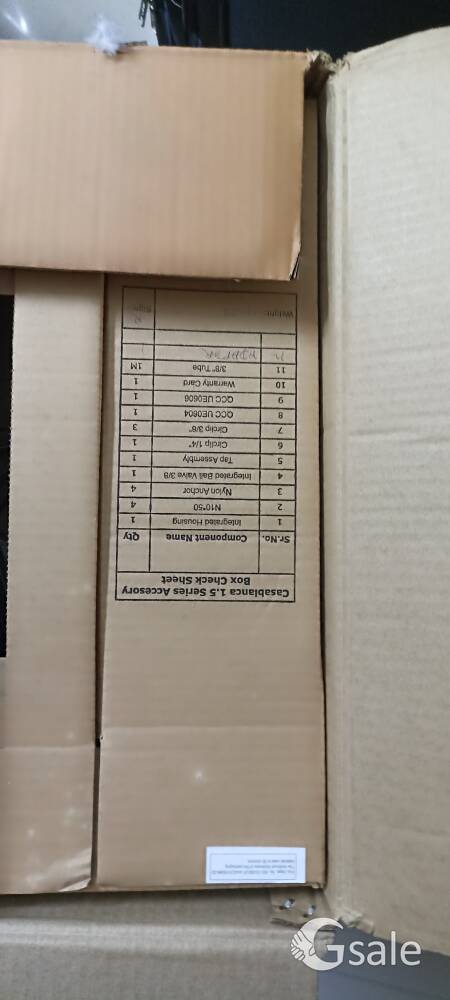 Casablanca 1.5 Series Accesory
Box Check Sheet
Sr.No. Component Name Qty
1 Integrated Housing 1
2 N10*50 4
3 Nylon Anchor 4
4 Integrated Ball Valve 3/8 1
5 Tap Assembly 1
6 Circlip 1/4" 1
7 Circlip 3/8" 3
8 QCC UE0804 1
9 QCC UE0606 1
10 Warranty Card 1
11 3/8" Tube 1M
Weight: Sign
Gsale